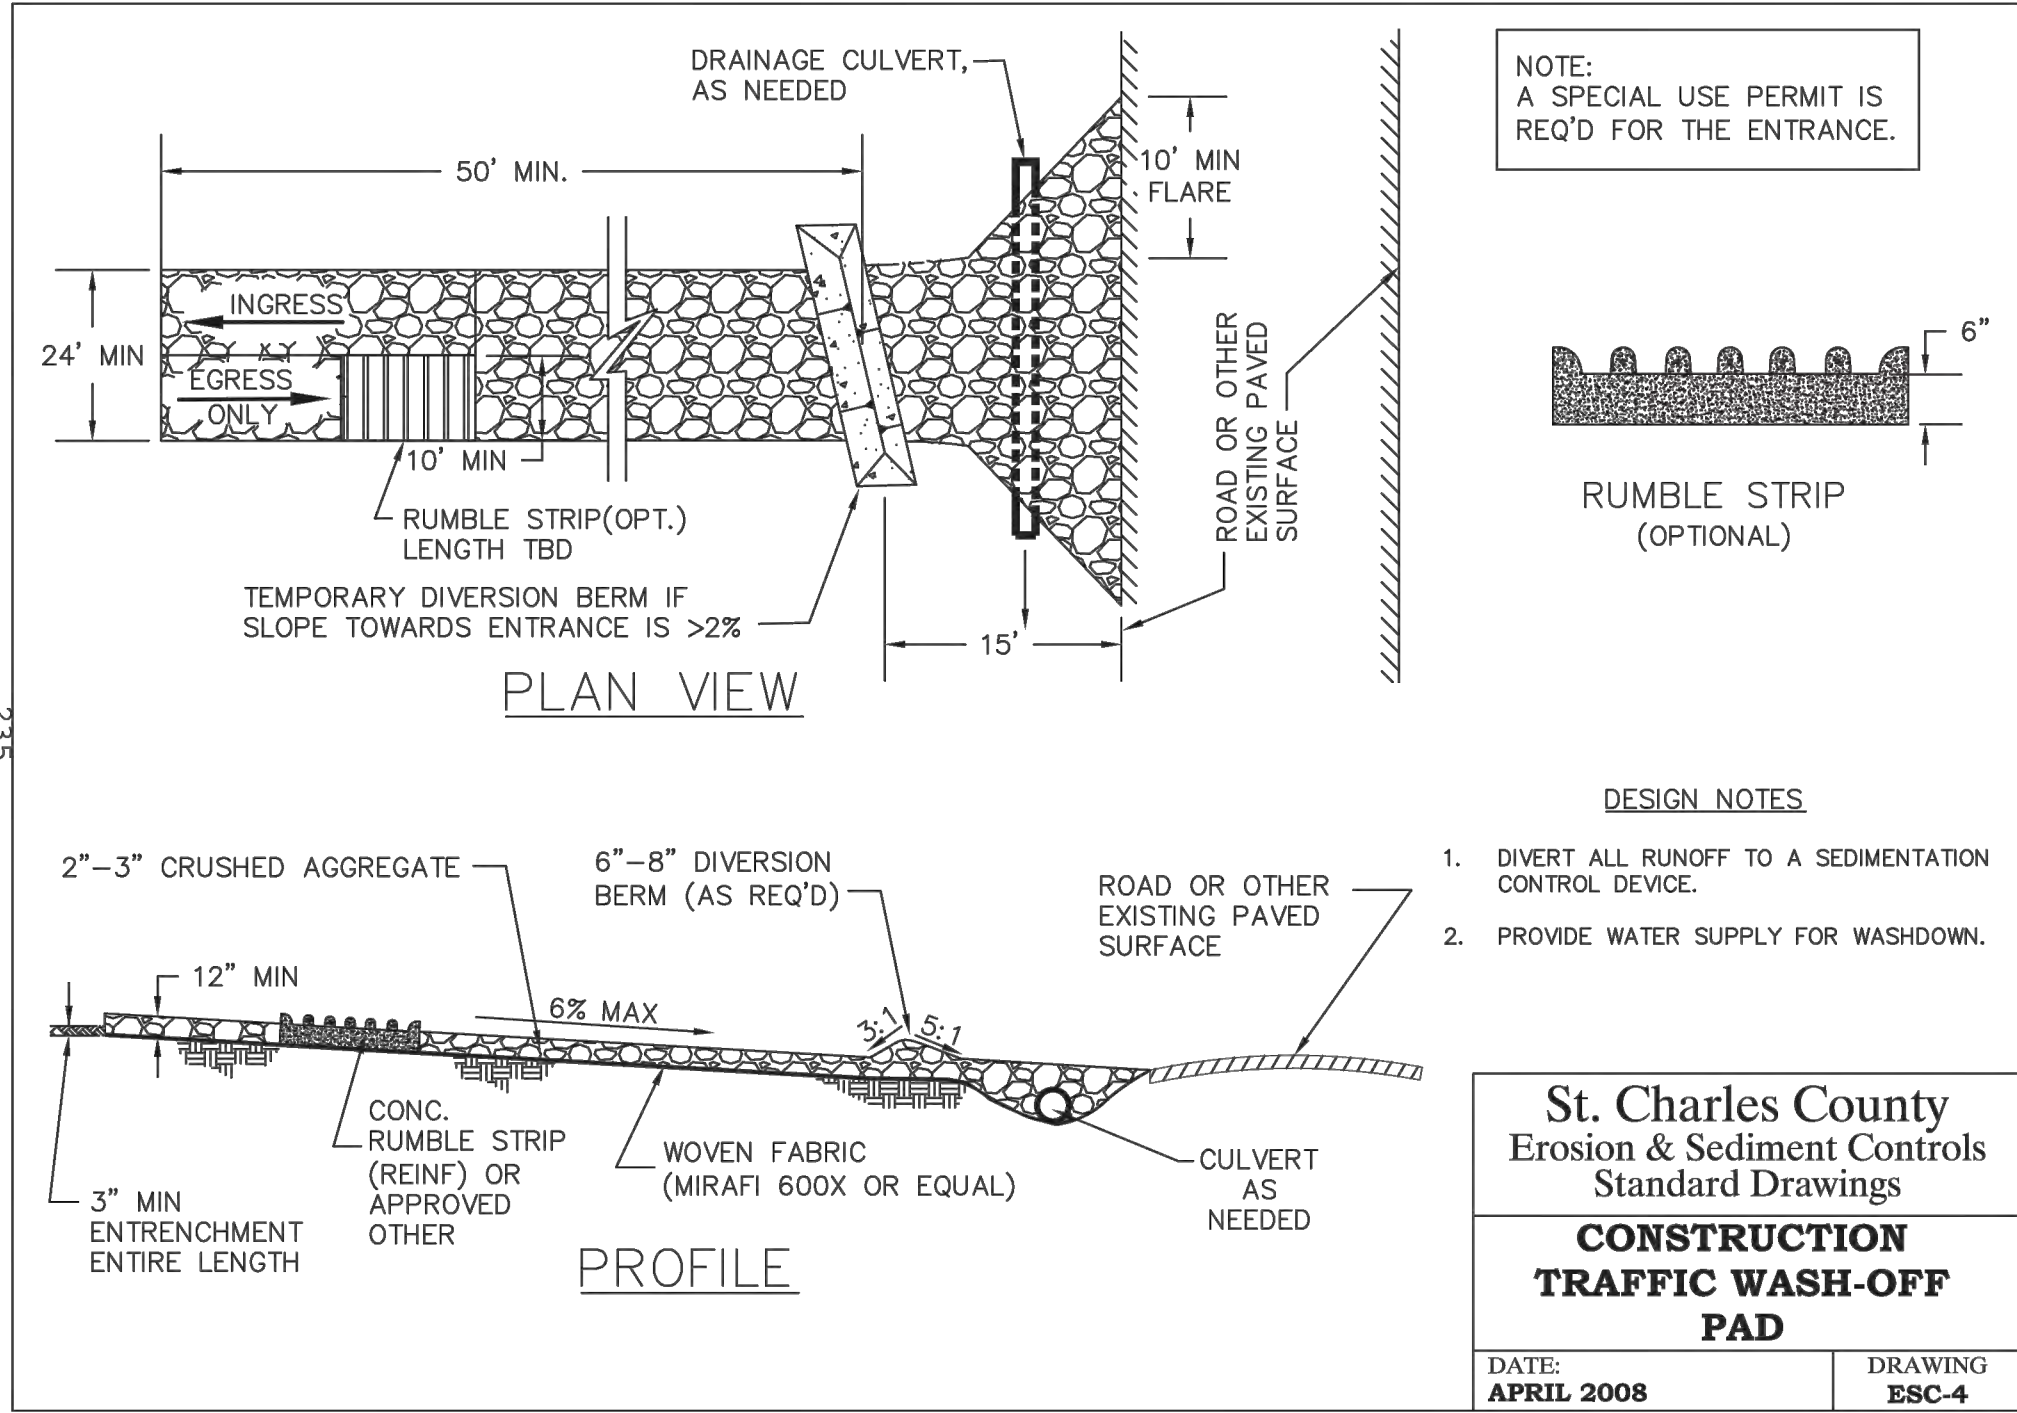 DRAINAGE CULVERT,
AS NEEDED
NOTE:
A SPECIAL USE PERMIT IS
REQ'D FOR THE ENTRANCE.
50' MIN.
10' MIN
FLARE
INGRESS
24' MIN
EGRESS
ONLY
10' MIN
RUMBLE STRIP(OPT.)
LENGTH TBD
TEMPORARY DIVERSION BERM IF
SLOPE TOWARDS ENTRANCE IS >2%
15'
ROAD OR OTHER
EXISTING PAVED
SURFACE
6"
RUMBLE STRIP
(OPTIONAL)
PLAN VIEW
235
DESIGN NOTES
1. DIVERT ALL RUNOFF TO A SEDIMENTATION
CONTROL DEVICE.
2. PROVIDE WATER SUPPLY FOR WASHDOWN.
2"-3" CRUSHED AGGREGATE
6"-8" DIVERSION
BERM (AS REQ'D)
ROAD OR OTHER
EXISTING PAVED
SURFACE
12" MIN
6% MAX
3:1
5:1
3" MIN
ENTRENCHMENT
ENTIRE LENGTH
CONC.
RUMBLE STRIP
(REINF) OR
APPROVED
OTHER
WOVEN FABRIC
(MIRAFI 600X OR EQUAL)
CULVERT
AS
NEEDED
PROFILE
St. Charles County
Erosion & Sediment Controls
Standard Drawings
CONSTRUCTION
TRAFFIC WASH-OFF
PAD
DATE:
APRIL 2008
DRAWING
ESC-4